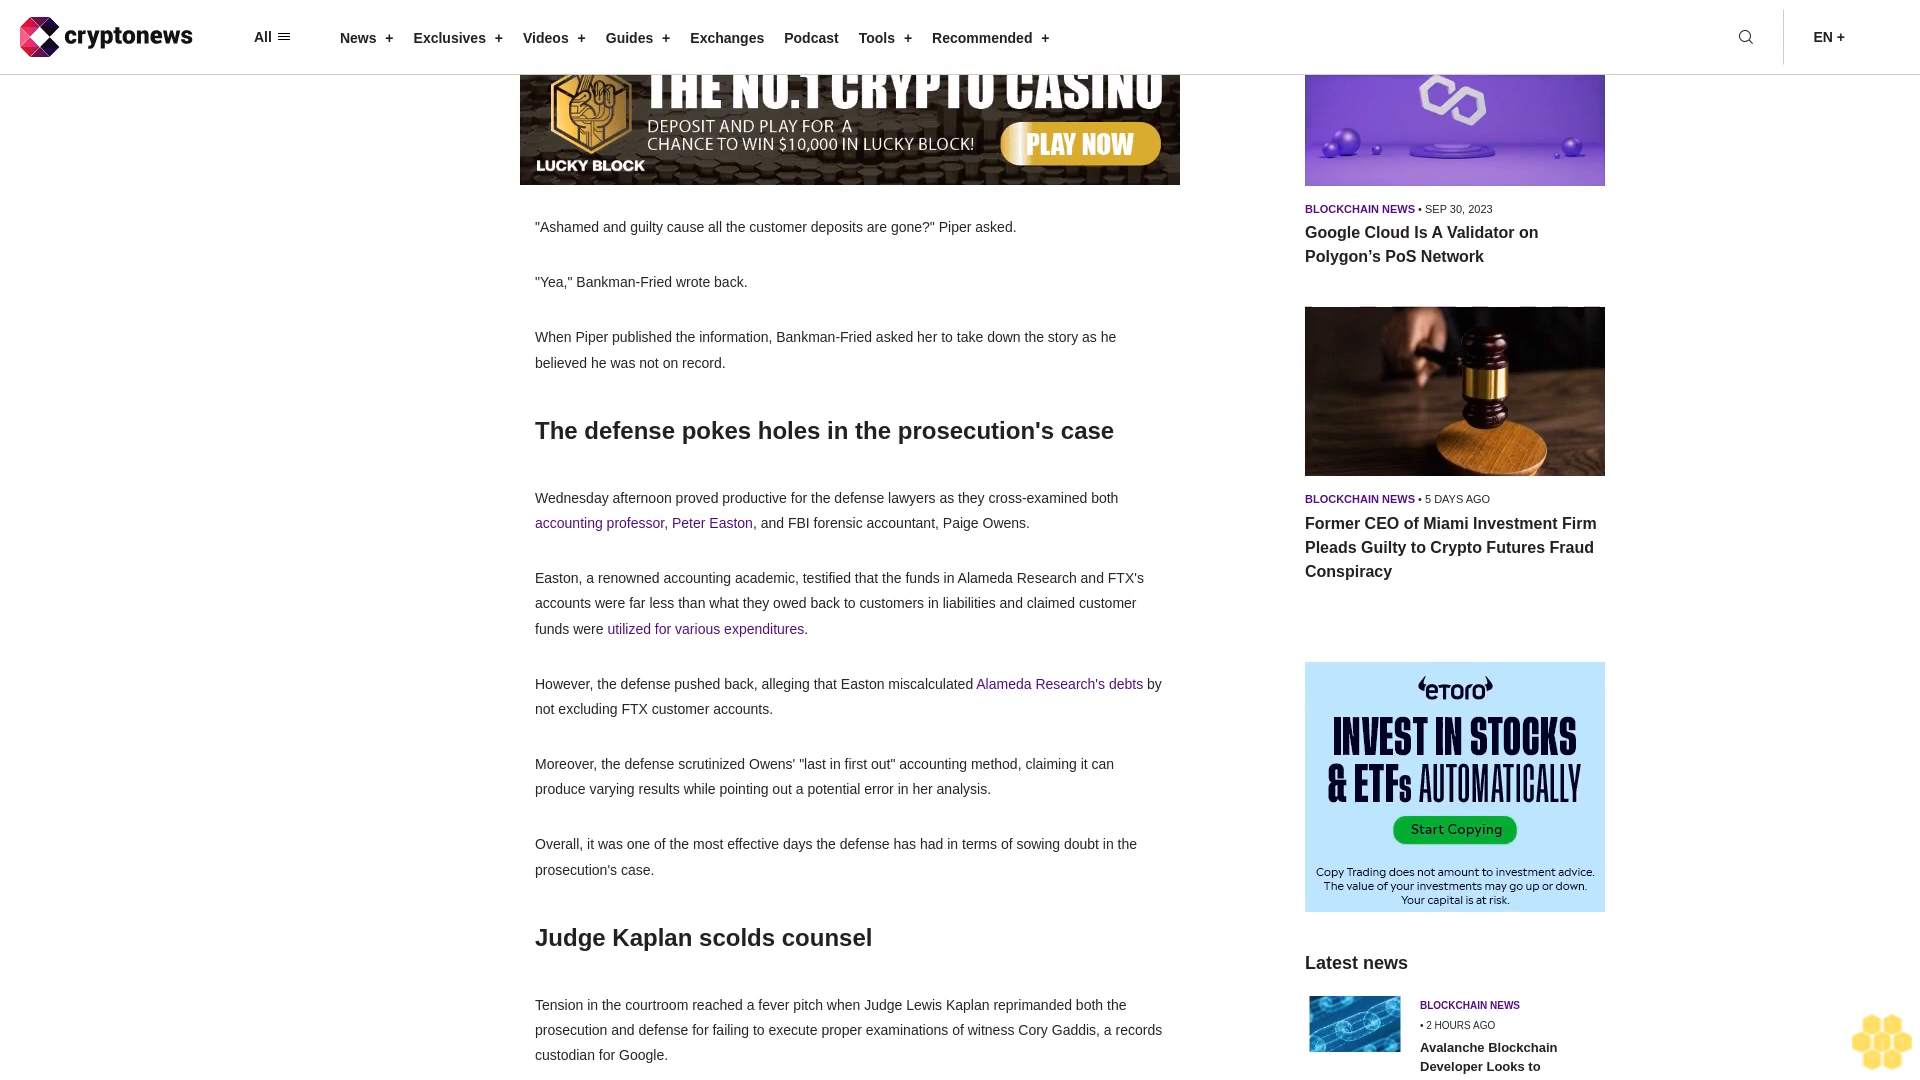 cryptonews
All
News +
Exclusives +
Videos +
Guides +
Exchanges
Podcast
Tools +
Recommended +
EN +
THE NO.1 CRYPTO CASINO
DEPOSIT AND PLAY FOR A
CHANCE TO WIN $10,000 IN LUCKY BLOCK!
PLAY NOW
LUCKY BLOCK
"Ashamed and guilty cause all the customer deposits are gone?" Piper asked.
"Yea," Bankman-Fried wrote back.
When Piper published the information, Bankman-Fried asked her to take down the story as he
believed he was not on record.
The defense pokes holes in the prosecution's case
Wednesday afternoon proved productive for the defense lawyers as they cross-examined both
accounting professor, Peter Easton, and FBI forensic accountant, Paige Owens.
Easton, a renowned accounting academic, testified that the funds in Alameda Research and FTX's
accounts were far less than what they owed back to customers in liabilities and claimed customer
funds were utilized for various expenditures.
However, the defense pushed back, alleging that Easton miscalculated Alameda Research's debts by
not excluding FTX customer accounts.
Moreover, the defense scrutinized Owens' "last in first out" accounting method, claiming it can
produce varying results while pointing out a potential error in her analysis.
Overall, it was one of the most effective days the defense has had in terms of sowing doubt in the
prosecution's case.
Judge Kaplan scolds counsel
Tension in the courtroom reached a fever pitch when Judge Lewis Kaplan reprimanded both the
prosecution and defense for failing to execute proper examinations of witness Cory Gaddis, a records
custodian for Google.
BLOCKCHAIN NEWS • SEP 30, 2023
Google Cloud Is A Validator on
Polygon’s PoS Network
BLOCKCHAIN NEWS • 5 DAYS AGO
Former CEO of Miami Investment Firm
Pleads Guilty to Crypto Futures Fraud
Conspiracy
eToro
INVEST IN STOCKS
& ETFs AUTOMATICALLY
Start Copying
Copy Trading does not amount to investment advice.
The value of your investments may go up or down.
Your capital is at risk.
Latest news
BLOCKCHAIN NEWS
• 2 HOURS AGO
Avalanche Blockchain
Developer Looks to